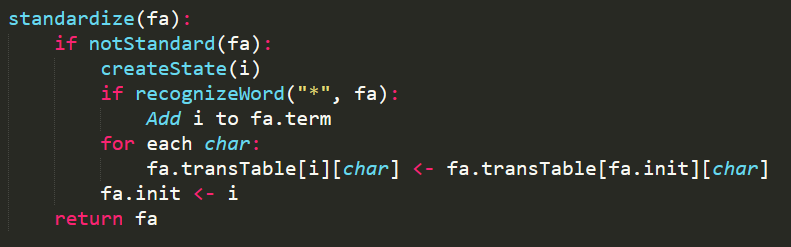 standardize(fa):
    if notStandard(fa):
        createState(i)
        if recognizeWord("*", fa):
            Add i to fa.term
        for each char:
            fa.transTable[i][char] <- fa.transTable[fa.init][char]
        fa.init <- i
    return fa